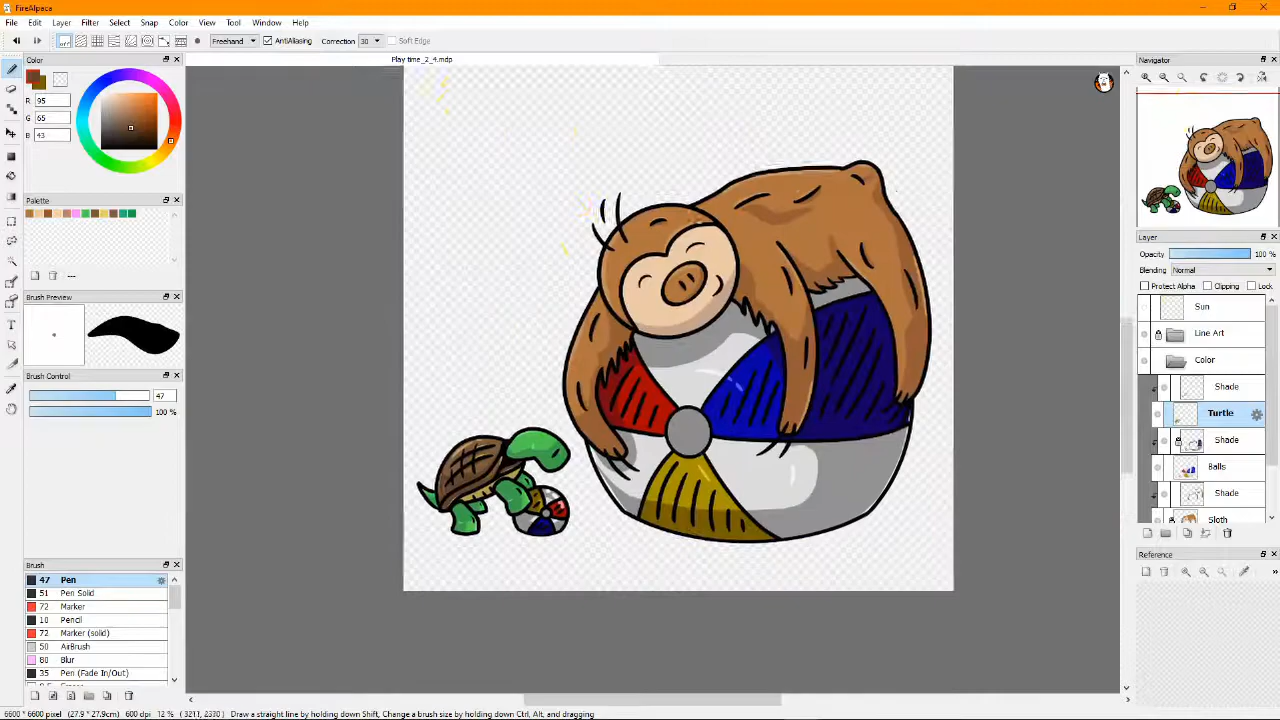 FireAlpaca
File Edit Layer Filter Select Snap Color View Tool Window Help
OFF Freehand AntiAliasing Correction 30 Soft Edge
Play time_2_4.mdp
Color
R 95
G 65
B 43
Palette
---
Brush Preview
Brush Control
47
100 %
Brush
47 Pen
51 Pen Solid
72 Marker
10 Pencil
72 Marker (solid)
50 AirBrush
80 Blur
35 Pen (Fade In/Out)
6600 * 6600 pixel (27.9 * 27.9cm) 600 dpi 12 % ( 3211, 2330 ) Draw a straight line by holding down Shift, Change a brush size by holding down Ctrl, Alt, and dragging
Navigator
Layer
Opacity 100 %
Blending Normal
Protect Alpha Clipping Lock
Sun
Line Art
Color
Shade
Turtle
Shade
Balls
Shade
Sloth
Reference